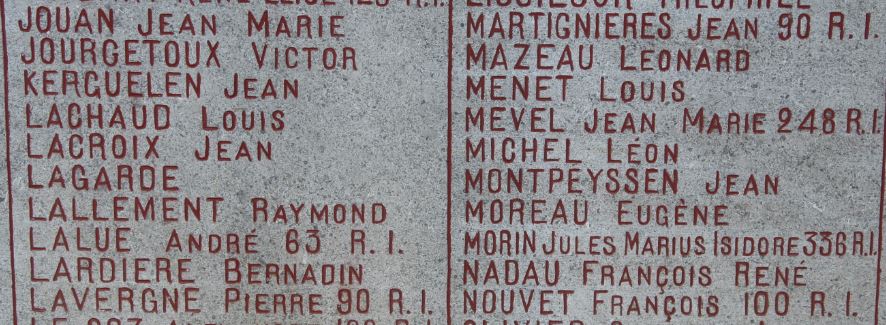 JOUAN JEAN MARIE
JOURGETOUX VICTOR
KERGUELEN JEAN
LACHAUD LOUIS
LACROIX JEAN
LAGARDE
LALLEMENT RAYMOND
LALUE ANDRÉ 63 R.I.
LARDIERE BERNADIN
LAVERGNE PIERRE 90 R.I.
MARTIGNIERES JEAN 90 R.I.
MAZEAU LEONARD
MENET LOUIS
MEVEL JEAN MARIE 248 R.I.
MICHEL LÉON
MONTPEYSSEN JEAN
MOREAU EUGÈNE
MORIN JULES MARIUS ISIDORE 336 R.I.
NADAU FRANÇOIS RENÉ
NOUVET FRANÇOIS 100 R.I.